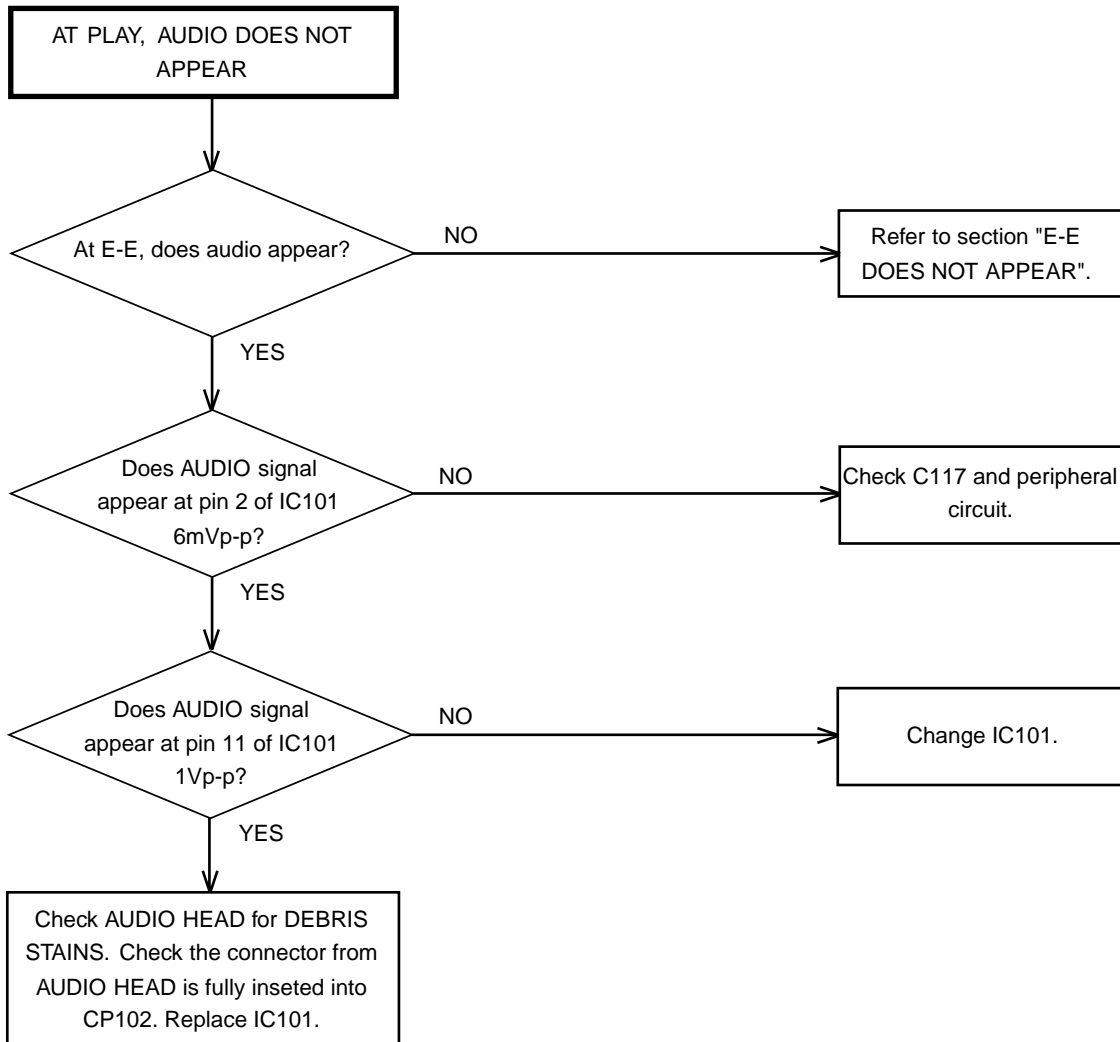 AT PLAY, AUDIO DOES NOT
APPEAR
At E-E, does audio appear?
NO
Refer to section "E-E
DOES NOT APPEAR".
YES
Does AUDIO signal
appear at pin 2 of IC101
6mVp-p?
NO
Check C117 and peripheral
circuit.
YES
Does AUDIO signal
appear at pin 11 of IC101
1Vp-p?
NO
Change IC101.
YES
Check AUDIO HEAD for DEBRIS
STAINS. Check the connector from
AUDIO HEAD is fully inseted into
CP102. Replace IC101.